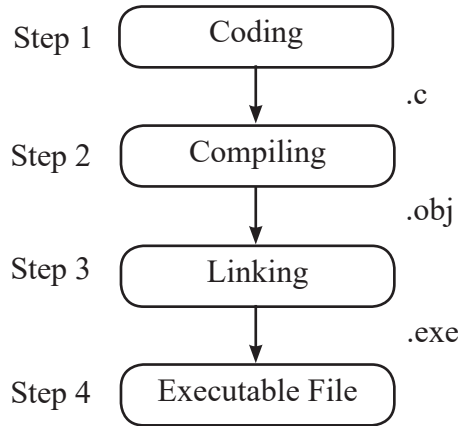 Step 1 Coding
.c
Step 2 Compiling
.obj
Step 3 Linking
.exe
Step 4 Executable File